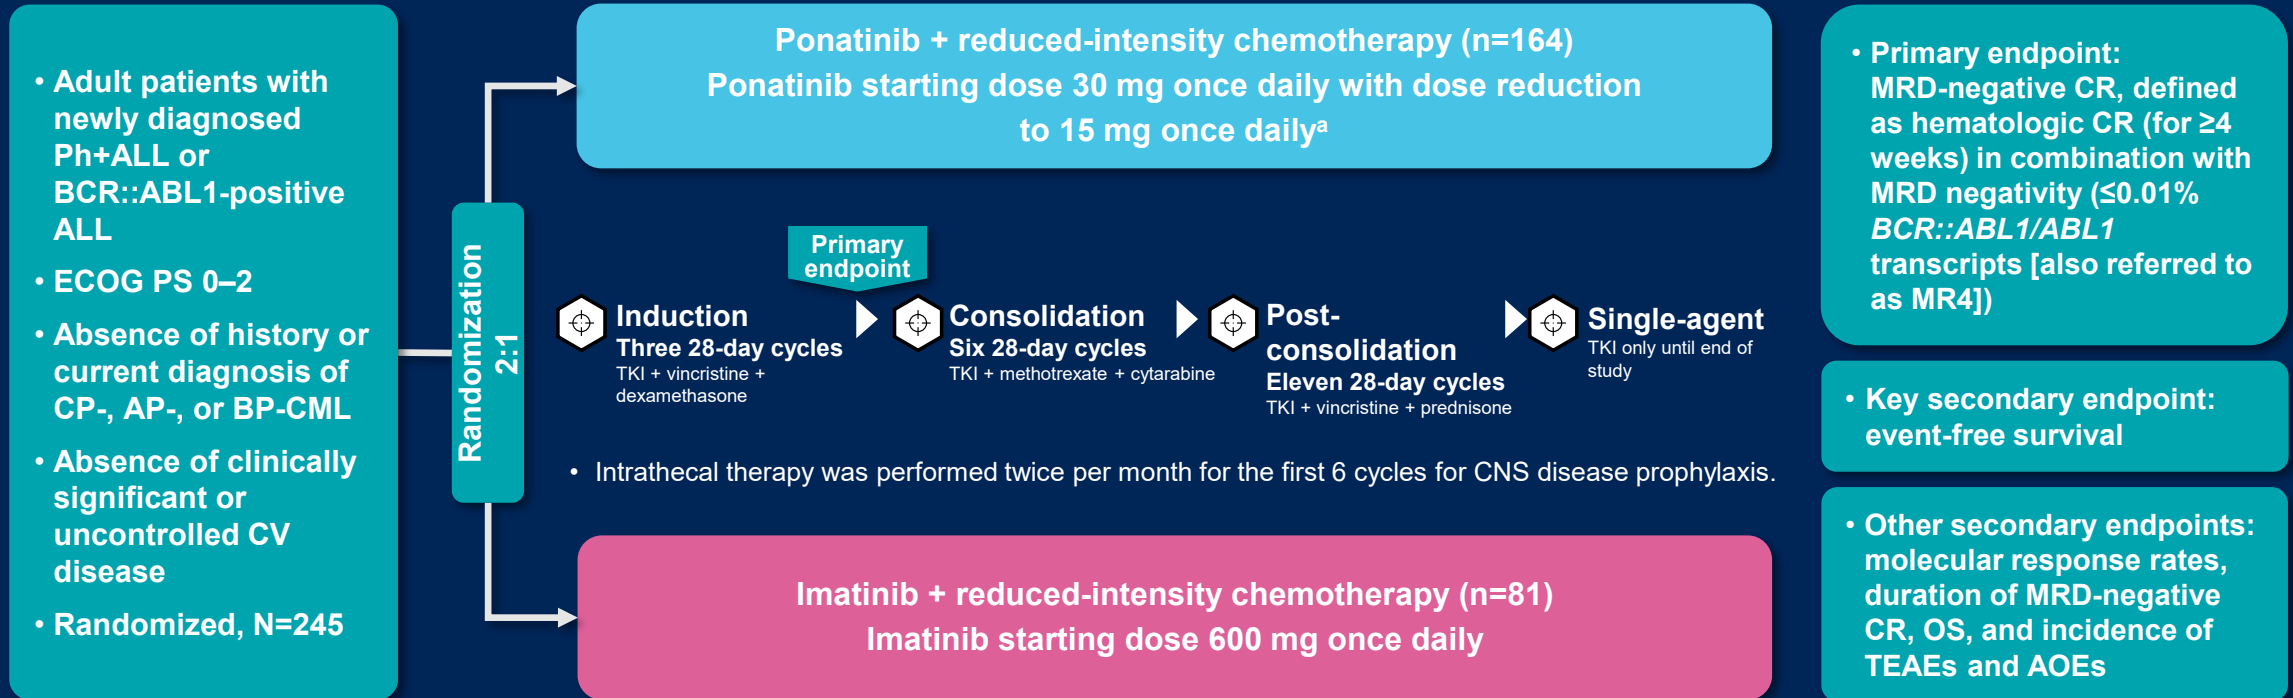 • Adult patients with
newly diagnosed
Ph+ALL or
BCR::ABL1-positive
ALL
• ECOG PS 0–2
• Absence of history or
current diagnosis of
CP-, AP-, or BP-CML
• Absence of clinically
significant or
uncontrolled CV
disease
• Randomized, N=245
Randomization
2:1
Ponatinib + reduced-intensity chemotherapy (n=164)
Ponatinib starting dose 30 mg once daily with dose reduction
to 15 mg once dailyᵃ
Primary
endpoint
Induction
Three 28-day cycles
TKI + vincristine +
dexamethasone
Consolidation
Six 28-day cycles
TKI + methotrexate + cytarabine
Post-
consolidation
Eleven 28-day cycles
TKI + vincristine + prednisone
Single-agent
TKI only until end of
study
• Intrathecal therapy was performed twice per month for the first 6 cycles for CNS disease prophylaxis.
Imatinib + reduced-intensity chemotherapy (n=81)
Imatinib starting dose 600 mg once daily
• Primary endpoint:
MRD-negative CR, defined
as hematologic CR (for ≥4
weeks) in combination with
MRD negativity (≤0.01%
BCR::ABL1/ABL1
transcripts [also referred to
as MR4])
• Key secondary endpoint:
event-free survival
• Other secondary endpoints:
molecular response rates,
duration of MRD-negative
CR, OS, and incidence of
TEAEs and AOEs